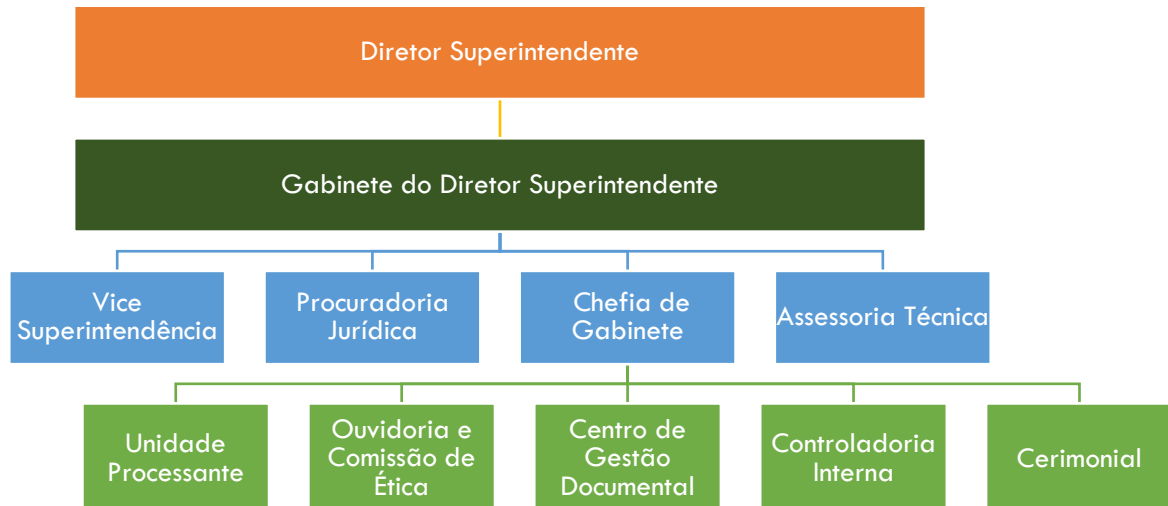 Diretor Superintendente
Gabinete do Diretor Superintendente
Vice
Superintendência
Procuradoria
Jurídica
Chefia de
Gabinete
Assessoria Técnica
Unidade
Processante
Ouvidoria e
Comissão de
Ética
Centro de
Gestão
Documental
Controladoria
Interna
Cerimonial